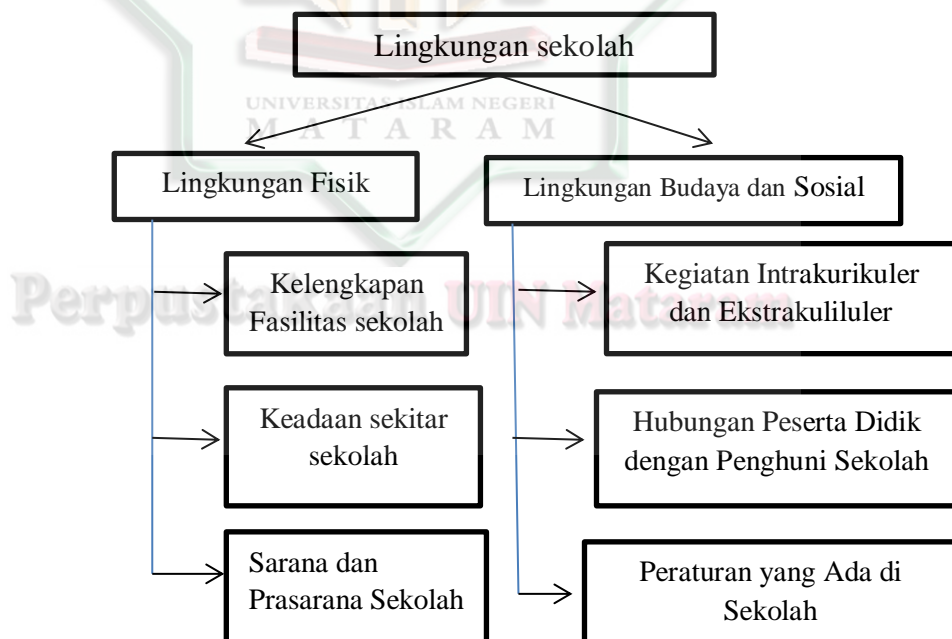 Lingkungan sekolah
UNIVERSITAS ISLAM NEGERI
MATARAM
Lingkungan Fisik
Lingkungan Budaya dan Sosial
Kelengkapan
Fasilitas sekolah
Kegiatan Intrakurikuler
dan Ekstrakuliluler
Perpustakaan UIN Mataram
Keadaan sekitar
sekolah
Hubungan Peserta Didik
dengan Penghuni Sekolah
Sarana dan
Prasarana Sekolah
Peraturan yang Ada di
Sekolah